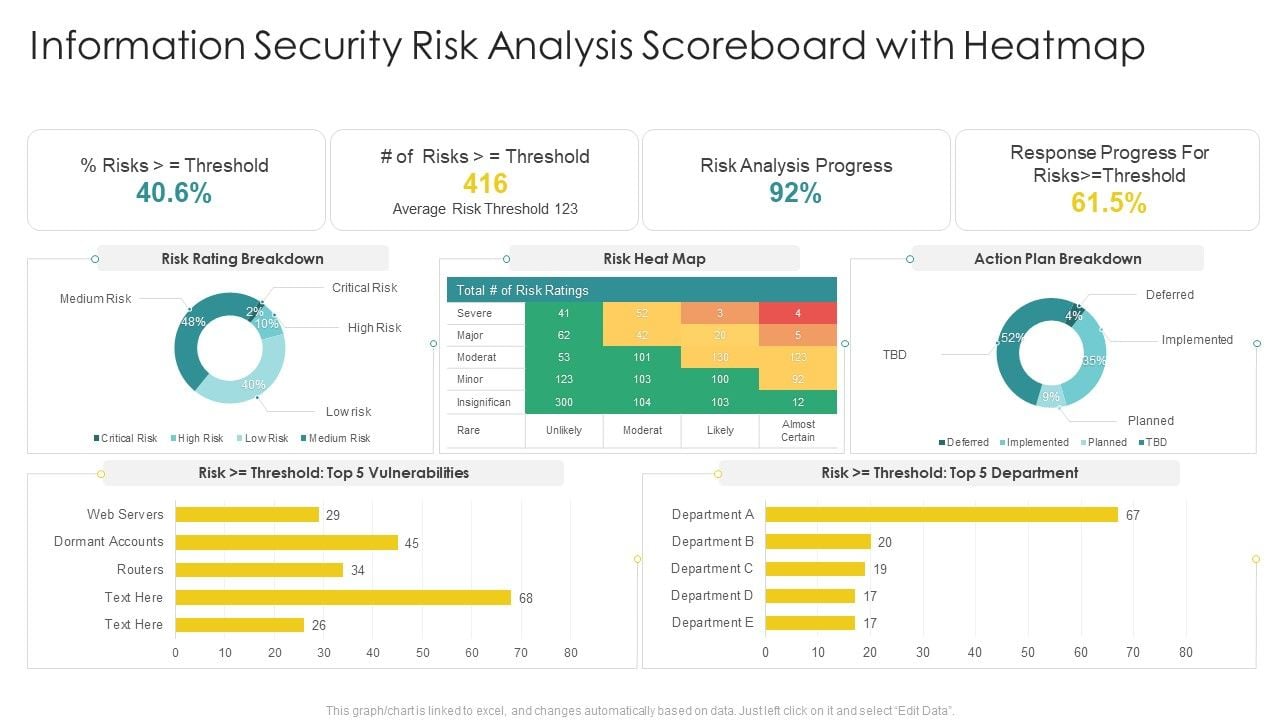 Information Security Risk Analysis Scoreboard with Heatmap
% Risks > = Threshold
40.6%
# of Risks > = Threshold
416
Average Risk Threshold 123
Risk Analysis Progress
92%
Response Progress For
Risks>=Threshold
61.5%
Risk Rating Breakdown
Medium Risk
Critical Risk
High Risk
Low risk
48%
2%
10%
40%
Critical Risk High Risk Low Risk Medium Risk
Risk Heat Map
Total # of Risk Ratings
Severe 41 52 3 4
Major 62 42 20 5
Moderat 53 101 130 123
Minor 123 103 100 92
Insignifican 300 104 103 12
Rare Unlikely Moderat Likely Almost
Certain
Action Plan Breakdown
Deferred
Implemented
TBD
Planned
4%
52%
35%
9%
Deferred Implemented Planned TBD
Risk >= Threshold: Top 5 Vulnerabilities
Web Servers 29
Dormant Accounts 45
Routers 34
Text Here 68
Text Here 26
0 10 20 30 40 50 60 70 80
Risk >= Threshold: Top 5 Department
Department A 67
Department B 20
Department C 19
Department D 17
Department E 17
0 10 20 30 40 50 60 70 80
This graph/chart is linked to excel, and changes automatically based on data. Just left click on it and select “Edit Data”.